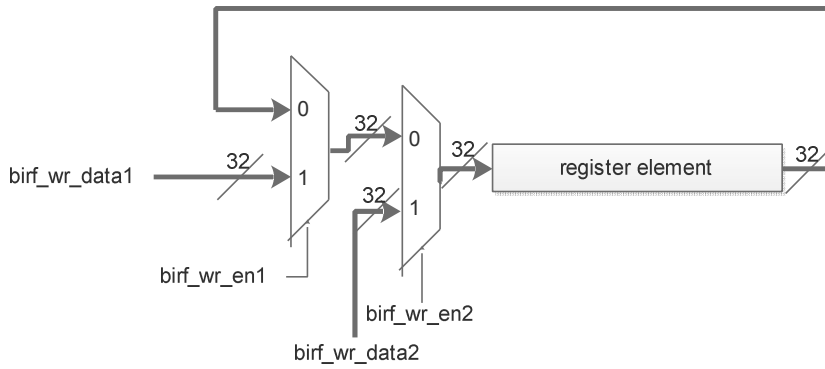 0
32
32
0
32
register element
32
32
1
birf_wr_data1
32
1
birf_wr_en1
birf_wr_en2
birf_wr_data2